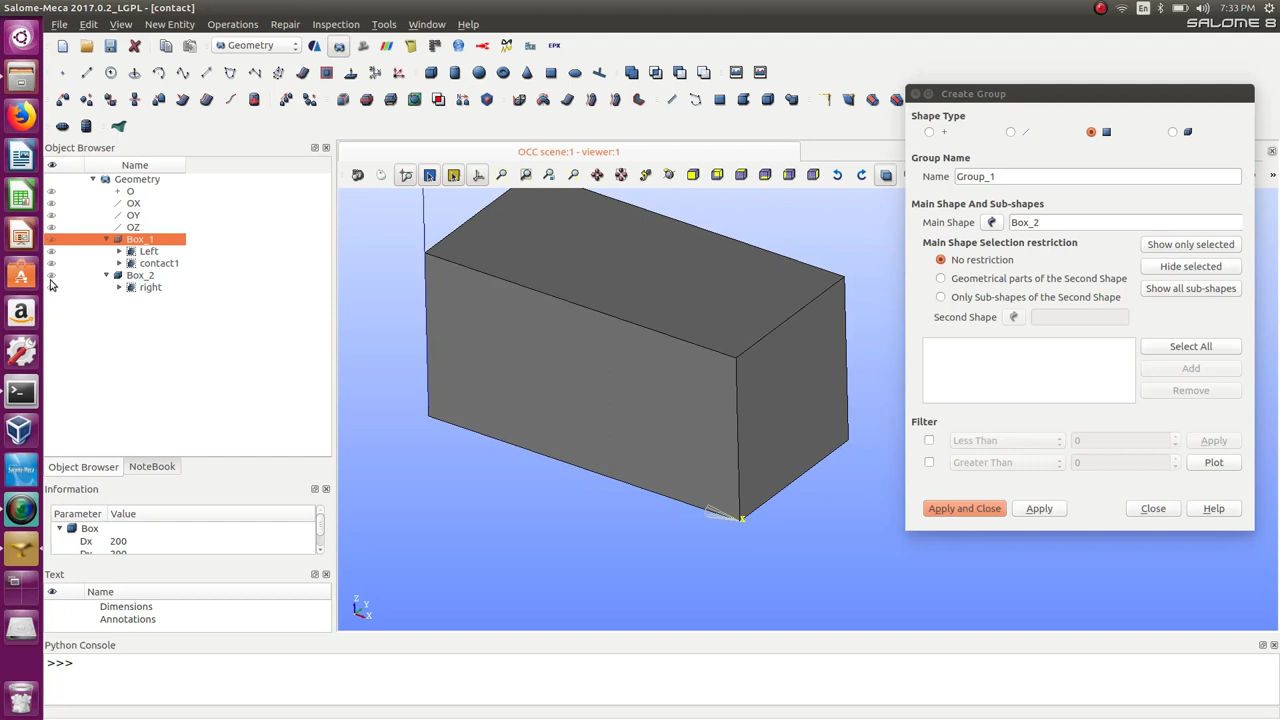 Salome-Meca 2017.0.2_LGPL - [contact]
En
7:33 PM
File Edit View New Entity Operations Repair Inspection Tools Window Help
SALOME 8
Geometry
EPX
Object Browser
Name
Geometry
O
OX
OY
OZ
Box_1
Left
contact1
Box_2
right
Object Browser NoteBook
Information
Parameter Value
Box
Dx 200
Text
Name
Dimensions
Annotations
Python Console
>>>
OCC scene:1 - viewer:1
X
Z
Y
X
Create Group
Shape Type
Group Name
Name Group_1
Main Shape And Sub-shapes
Main Shape Box_2
Main Shape Selection restriction
No restriction
Geometrical parts of the Second Shape
Only Sub-shapes of the Second Shape
Second Shape
Show only selected
Hide selected
Show all sub-shapes
Select All
Add
Remove
Filter
Less Than 0 Apply
Greater Than 0 Plot
Apply and Close Apply Close Help